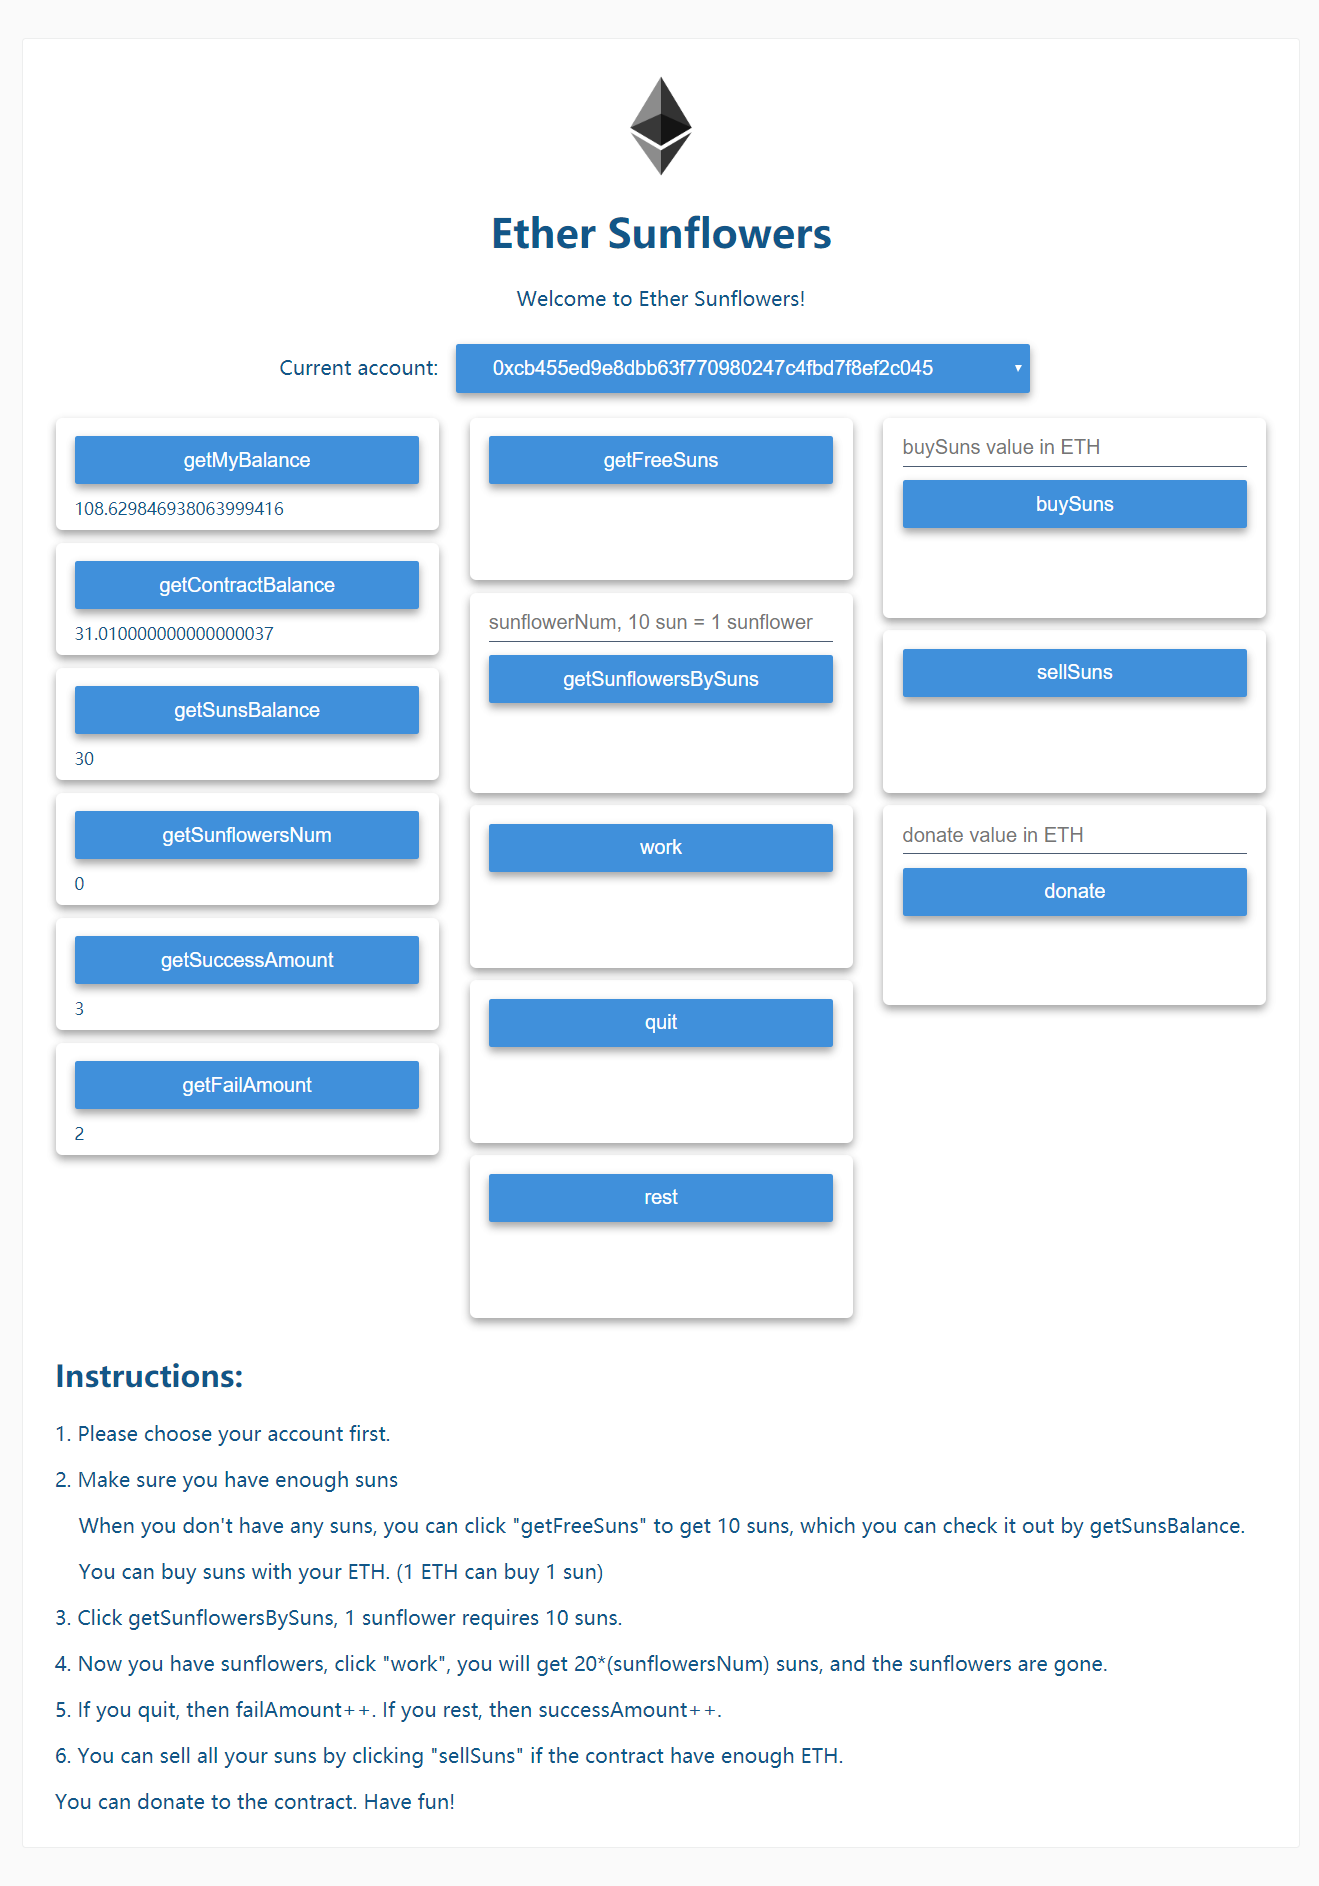 Ether Sunflowers
Welcome to Ether Sunflowers!
Current account:
0xcb455ed9e8dbb63f770980247c4fbd7f8ef2c045
getMyBalance
108.629846938063999416
getContractBalance
31.010000000000000037
getSunsBalance
30
getSunflowersNum
0
getSuccessAmount
3
getFailAmount
2
getFreeSuns
sunflowerNum, 10 sun = 1 sunflower
getSunflowersBySuns
work
quit
rest
buySuns value in ETH
buySuns
sellSuns
donate value in ETH
donate
Instructions:
1. Please choose your account first.
2. Make sure you have enough suns
When you don't have any suns, you can click "getFreeSuns" to get 10 suns, which you can check it out by getSunsBalance.
You can buy suns with your ETH. (1 ETH can buy 1 sun)
3. Click getSunflowersBySuns, 1 sunflower requires 10 suns.
4. Now you have sunflowers, click "work", you will get 20*(sunflowersNum) suns, and the sunflowers are gone.
5. If you quit, then failAmount++. If you rest, then successAmount++.
6. You can sell all your suns by clicking "sellSuns" if the contract have enough ETH.
You can donate to the contract. Have fun!